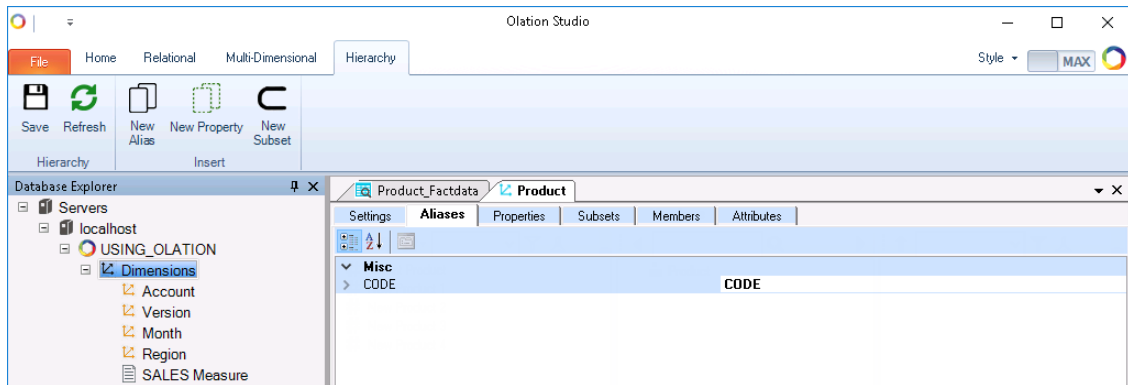 Olation Studio
File Home Relational Multi-Dimensional Hierarchy Style MAX
Save Refresh New Alias New Property New Subset
Hierarchy Insert
Database Explorer
Servers
localhost
USING_OLATION
Dimensions
Account
Version
Month
Region
SALES Measure
Product_Factdata Product
Settings Aliases Properties Subsets Members Attributes
Misc
CODE CODE